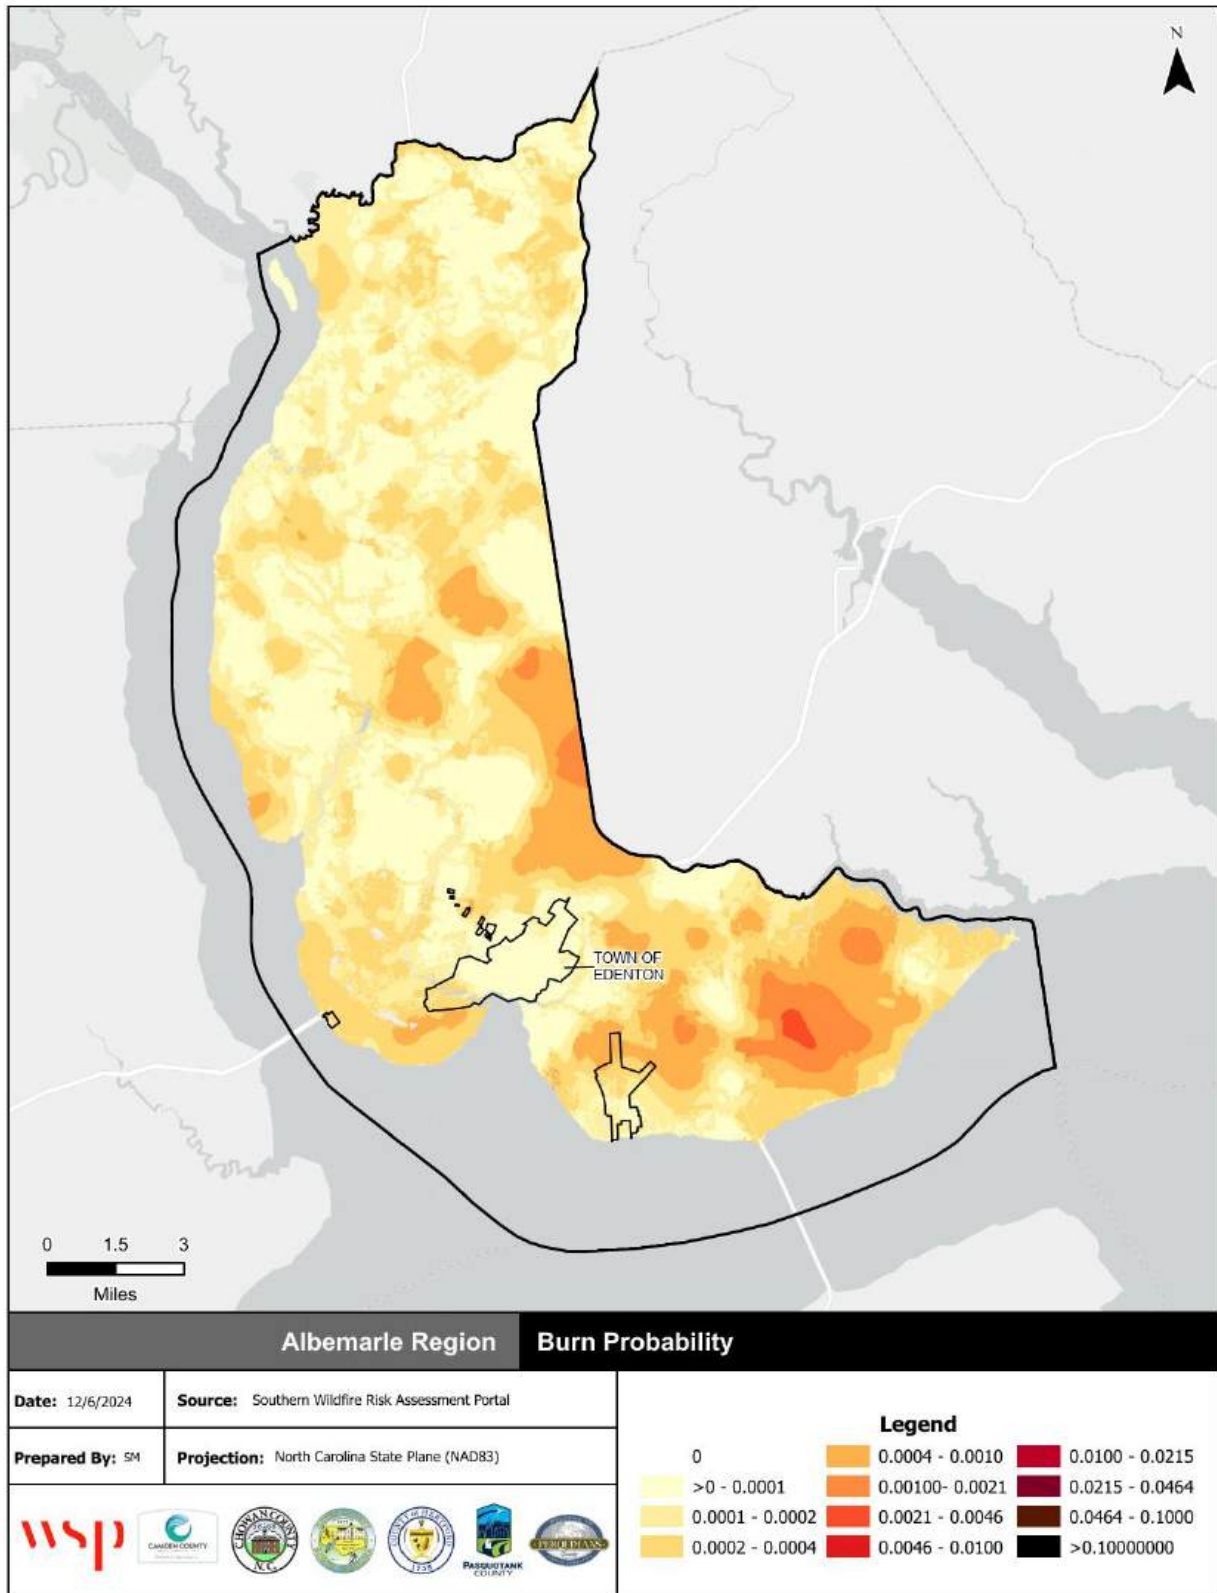 N
TOWN OF
EDENTON
0 1.5 3
Miles
Albemarle Region Burn Probability
Date: 12/6/2024
Source: Southern Wildfire Risk Assessment Portal
Prepared By: SM
Projection: North Carolina State Plane (NAD83)
Legend
0
>0 - 0.0001
0.0001 - 0.0002
0.0002 - 0.0004
0.0004 - 0.0010
0.00100- 0.0021
0.0021 - 0.0046
0.0046 - 0.0100
0.0100 - 0.0215
0.0215 - 0.0464
0.0464 - 0.1000
>0.10000000
wsp
CAMDEN COUNTY
CHOWAN COUNTY
N.C.
PASQUOTANK
COUNTY
PERQUIMANS